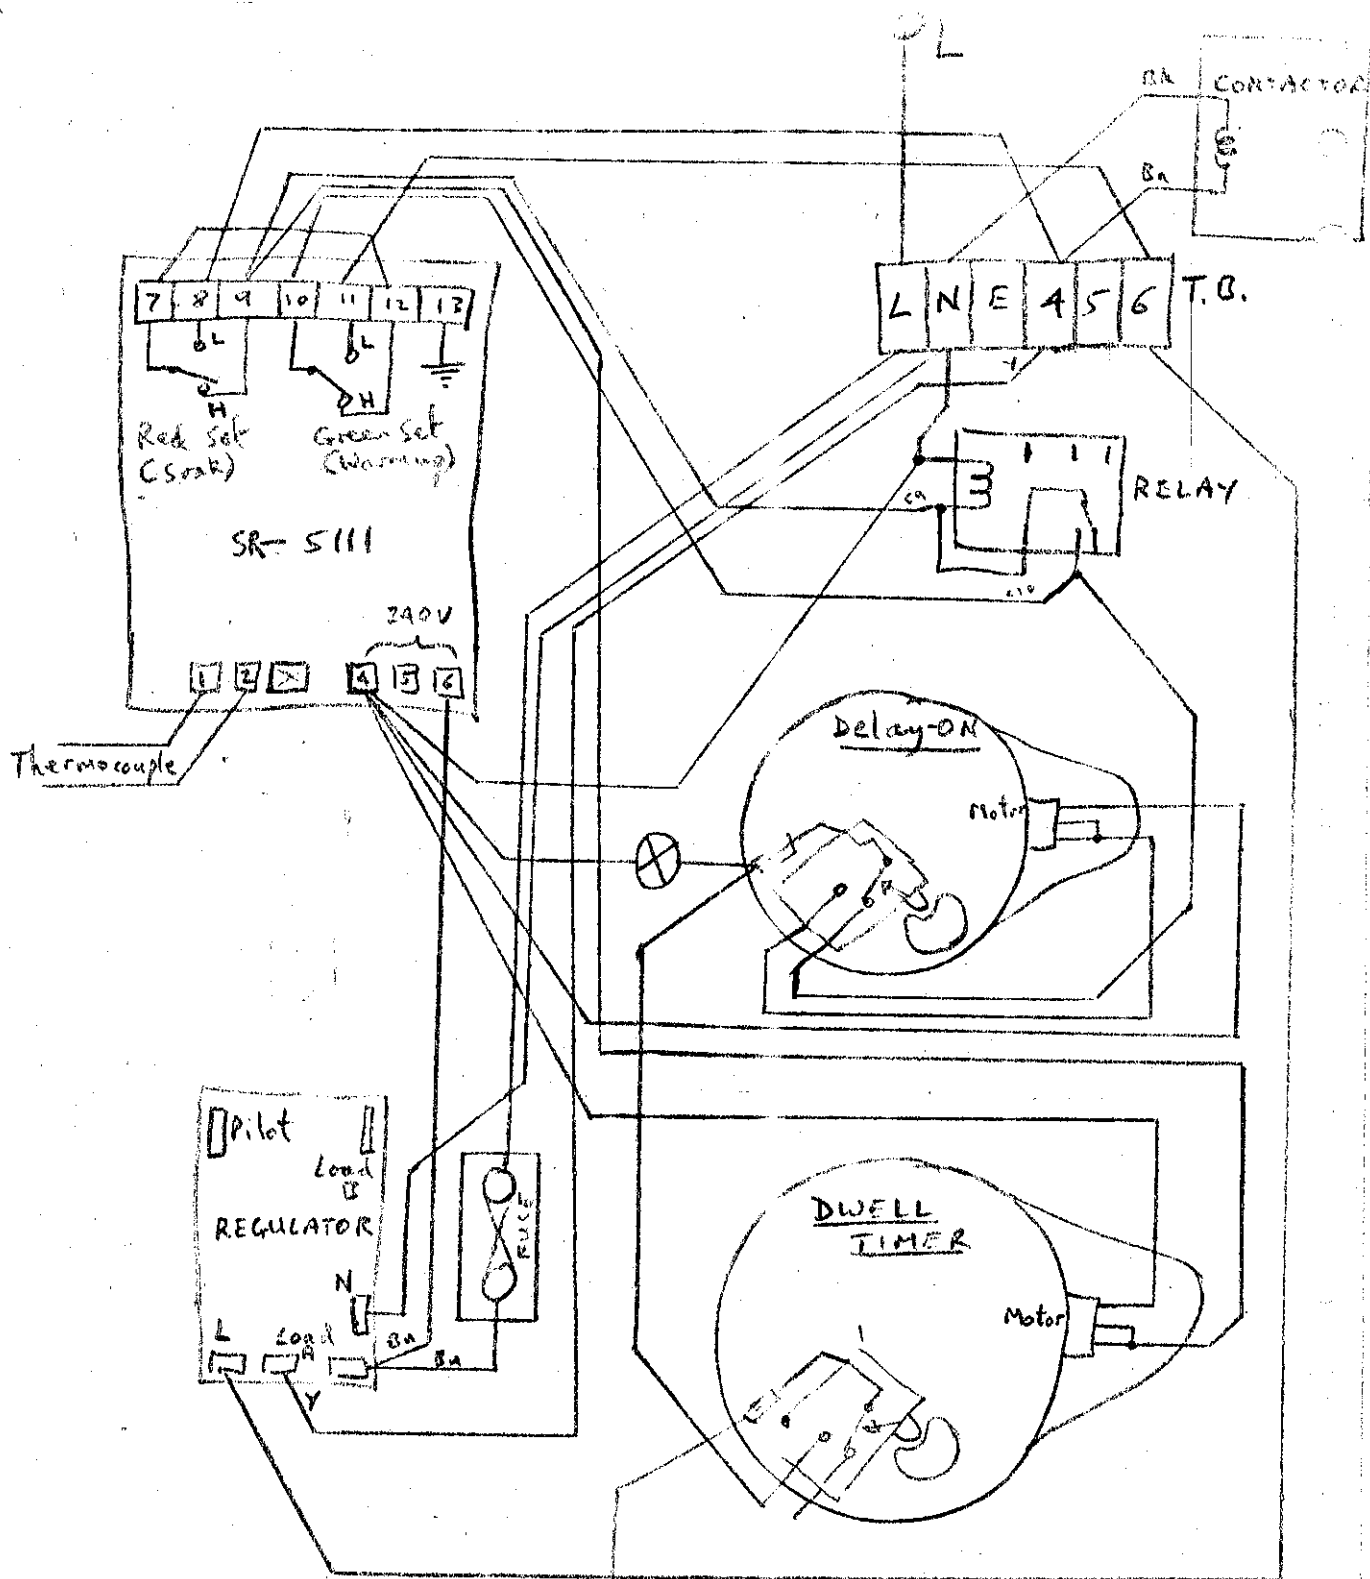 L
Bn
CONTACTOR
Bn
7 8 9 10 11 12 13
L N E 4 5 6
T.B.
L
L
H
H
Y
Red Set
(Soak)
Green Set
(Warmup)
RELAY
SR-5111
240V
1 2 X 4 5 6
Thermocouple
Delay-ON
Motor
Pilot
Load
B
REGULATOR
FUSE
N
L
Load
A
Bn
Bn
Y
DWELL
TIMER
Motor